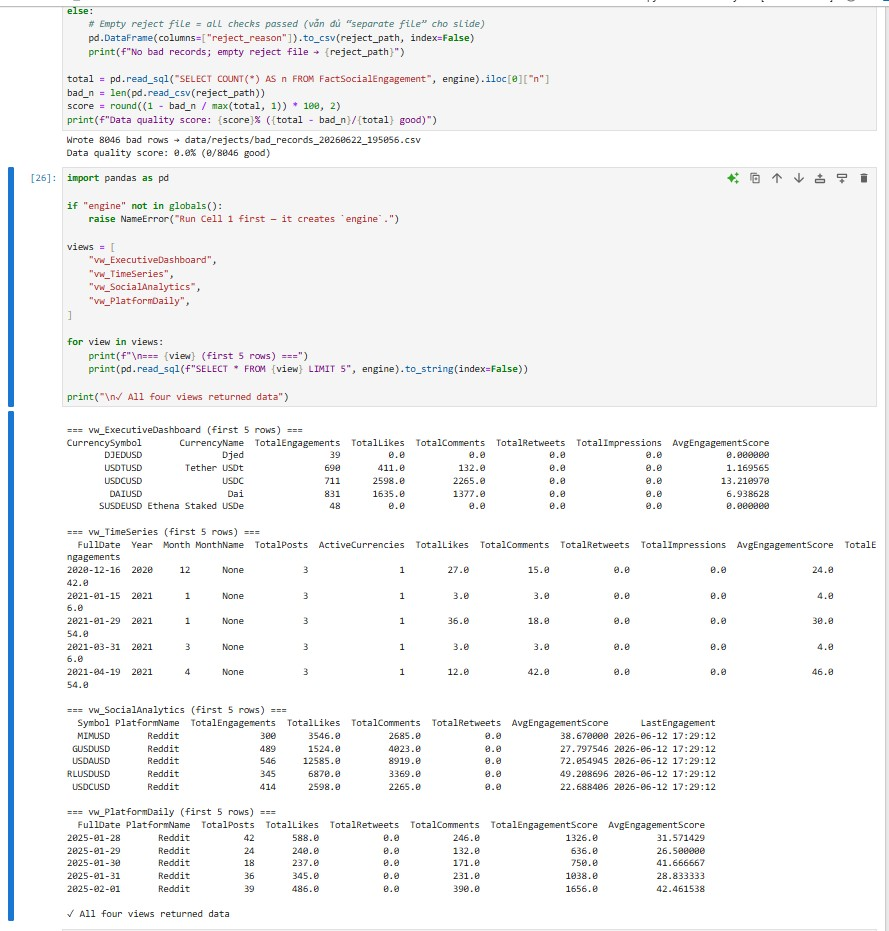 else:
# Empty reject file = all checks passed (vẫn đủ “separate file” cho slide)
pd.DataFrame(columns=["reject_reason"]).to_csv(reject_path, index=False)
print(f"No bad records; empty reject file → {reject_path}")
total = pd.read_sql("SELECT COUNT(*) AS n FROM FactSocialEngagement", engine).iloc[0]["n"]
bad_n = len(pd.read_csv(reject_path))
score = round((1 - bad_n / max(total, 1)) * 100, 2)
print(f"Data quality score: {score}% ({total - bad_n}/{total} good)")
Wrote 8046 bad rows → data/rejects/bad_records_20260622_195056.csv
Data quality score: 0.0% (0/8046 good)
[26]: import pandas as pd
if "engine" not in globals():
raise NameError("Run Cell 1 first — it creates `engine`.")
views = [
"vw_ExecutiveDashboard",
"vw_TimeSeries",
"vw_SocialAnalytics",
"vw_PlatformDaily",
]
for view in views:
print(f"\n=== {view} (first 5 rows) ===")
print(pd.read_sql(f"SELECT * FROM {view} LIMIT 5", engine).to_string(index=False))
print("\n✓ All four views returned data")
=== vw_ExecutiveDashboard (first 5 rows) ===
CurrencySymbol CurrencyName TotalEngagements TotalLikes TotalComments TotalRetweets TotalImpressions AvgEngagementScore
DJEDUSD Djed 39 0.0 0.0 0.0 0.0 0.000000
USDTUSD Tether USDt 690 411.0 132.0 0.0 0.0 1.169565
USDCUSD USDC 711 2598.0 2265.0 0.0 0.0 13.210970
DAIUSD Dai 831 1635.0 1377.0 0.0 0.0 6.938628
SUSDEUSD Ethena Staked USDe 48 0.0 0.0 0.0 0.0 0.000000
=== vw_TimeSeries (first 5 rows) ===
FullDate Year Month MonthName TotalPosts ActiveCurrencies TotalLikes TotalComments TotalRetweets TotalImpressions AvgEngagementScore TotalE
ngagements
2020-12-16 2020 12 None 3 1 27.0 15.0 0.0 0.0 24.0
42.0
2021-01-15 2021 1 None 3 1 3.0 3.0 0.0 0.0 4.0
6.0
2021-01-29 2021 1 None 3 1 36.0 18.0 0.0 0.0 30.0
54.0
2021-03-31 2021 3 None 3 1 3.0 3.0 0.0 0.0 4.0
6.0
2021-04-19 2021 4 None 3 1 12.0 42.0 0.0 0.0 46.0
54.0
=== vw_SocialAnalytics (first 5 rows) ===
Symbol PlatformName TotalEngagements TotalLikes TotalComments TotalRetweets AvgEngagementScore LastEngagement
MIMUSD Reddit 300 3546.0 2685.0 0.0 38.670000 2026-06-12 17:29:12
GUSDUSD Reddit 489 1524.0 4023.0 0.0 27.797546 2026-06-12 17:29:12
USDAUSD Reddit 546 12585.0 8919.0 0.0 72.054945 2026-06-12 17:29:12
RLUSDUSD Reddit 345 6870.0 3369.0 0.0 49.208696 2026-06-12 17:29:12
USDCUSD Reddit 414 2598.0 2265.0 0.0 22.688406 2026-06-12 17:29:12
=== vw_PlatformDaily (first 5 rows) ===
FullDate PlatformName TotalPosts TotalLikes TotalRetweets TotalComments TotalEngagementScore AvgEngagementScore
2025-01-28 Reddit 42 588.0 0.0 246.0 1326.0 31.571429
2025-01-29 Reddit 24 240.0 0.0 132.0 636.0 26.500000
2025-01-30 Reddit 18 237.0 0.0 171.0 750.0 41.666667
2025-01-31 Reddit 36 345.0 0.0 231.0 1038.0 28.833333
2025-02-01 Reddit 39 486.0 0.0 390.0 1656.0 42.461538
✓ All four views returned data